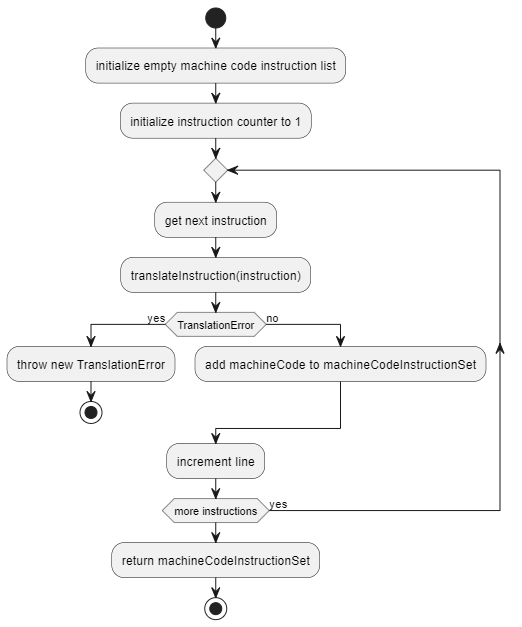 initialize empty machine code instruction list
initialize instruction counter to 1
get next instruction
translateInstruction(instruction)
yes
TranslationError
no
throw new TranslationError
add machineCode to machineCodeInstructionSet
increment line
more instructions
yes
return machineCodeInstructionSet